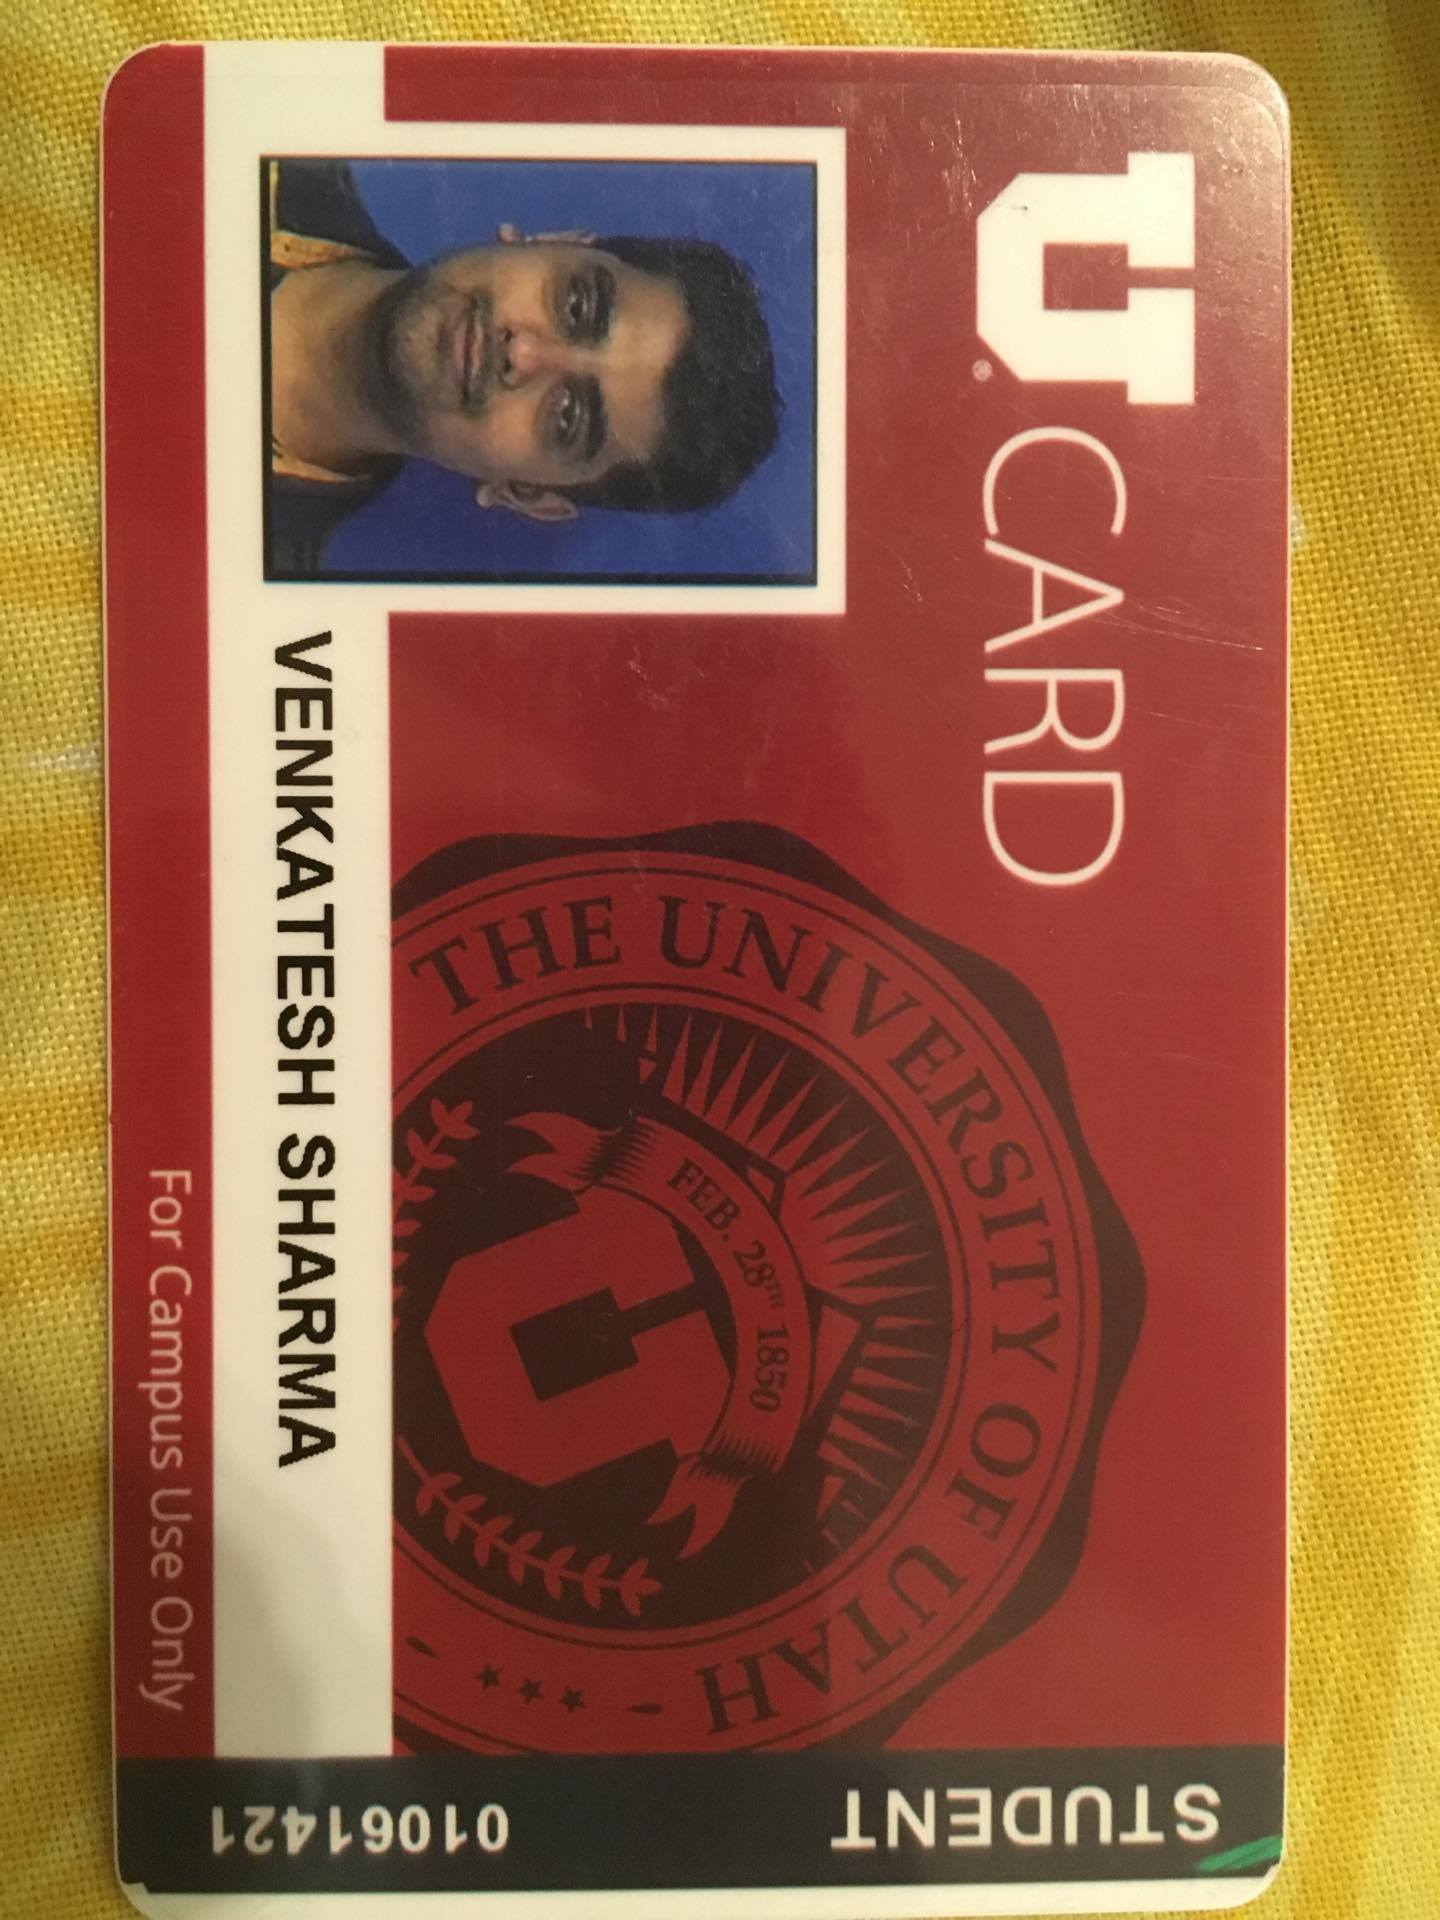 U® CARD
VENKATESH SHARMA
THE UNIVERSITY OF UTAH
FEB. 28TH 1850
U
For Campus Use Only
STUDENT
01061421